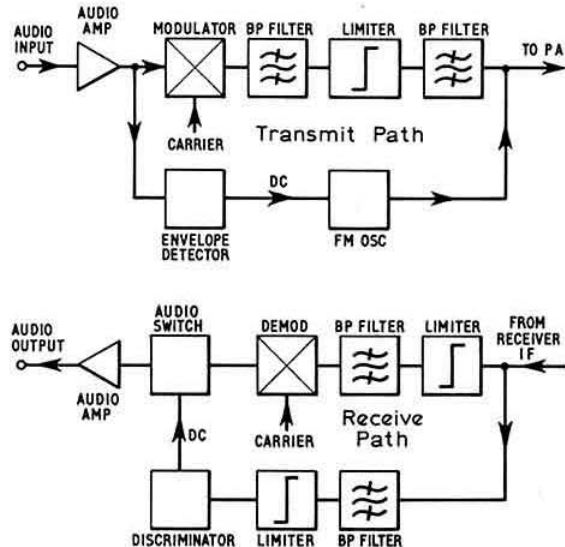 AUDIO
AMP
AUDIO
INPUT
MODULATOR
BP FILTER
LIMITER
BP FILTER
TO PA
CARRIER
Transmit Path
DC
ENVELOPE
DETECTOR
FM OSC
AUDIO
OUTPUT
AUDIO
SWITCH
DEMOD
BP FILTER
LIMITER
FROM
RECEIVER
IF
AUDIO
AMP
DC
CARRIER
Receive
Path
DISCRIMINATOR
LIMITER
BP FILTER